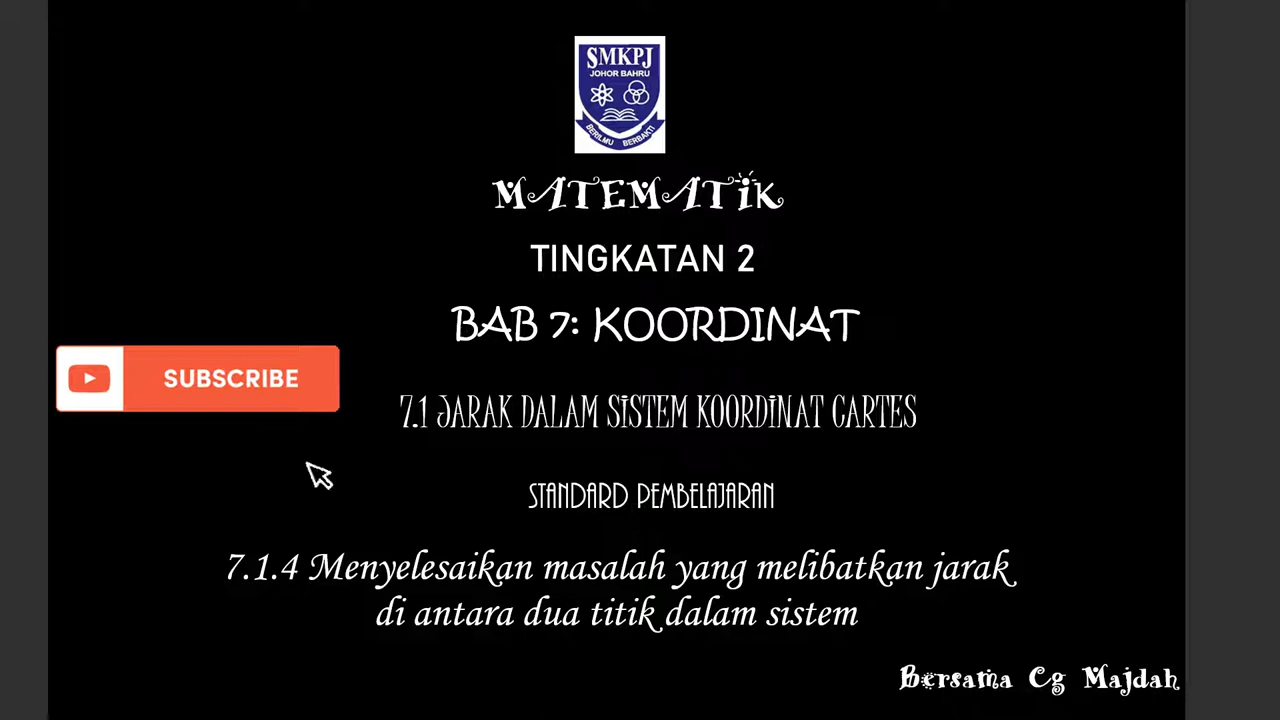 SMKPJ
JOHOR BAHRU
BERILMU BERBAKTI
MATEMATiK
TINGKATAN 2
BAB 7: KOORDINAT
SUBSCRIBE
7.1 JARAK DALAM SiSTEM KOORDiNAT CARTES
STANDARD PEMBELAJARAN
7.1.4 Menyelesaikan masalah yang melibatkan jarak
di antara dua titik dalam sistem
Bersama Cg Majdah